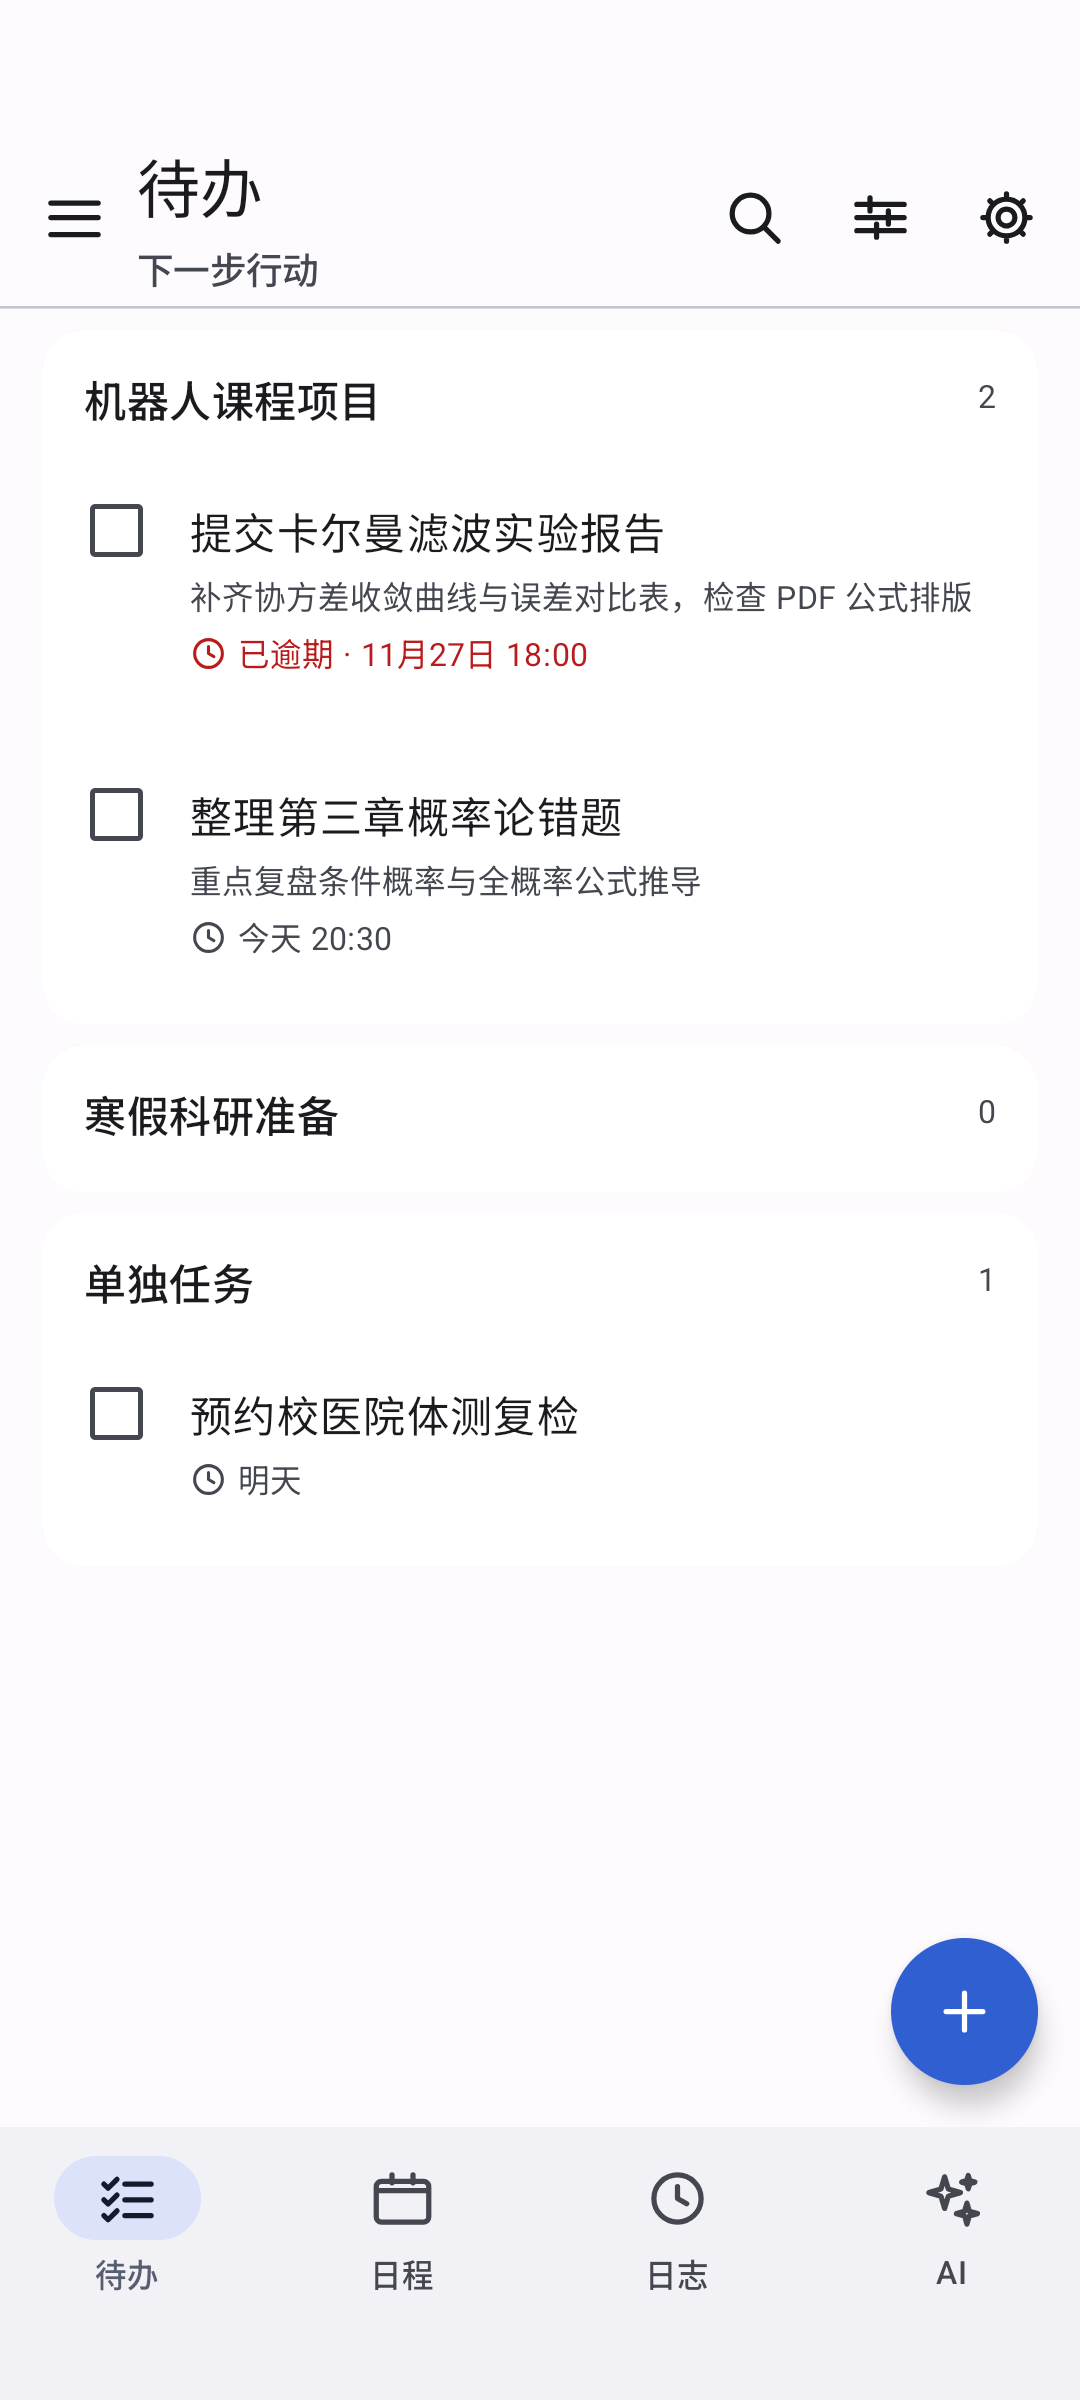 待办
下一步行动
机器人课程项目
2
提交卡尔曼滤波实验报告
补齐协方差收敛曲线与误差对比表，检查 PDF 公式排版
已逾期 · 11月27日 18:00
整理第三章概率论错题
重点复盘条件概率与全概率公式推导
今天 20:30
寒假科研准备
0
单独任务
1
预约校医院体测复检
明天
待办
日程
日志
AI